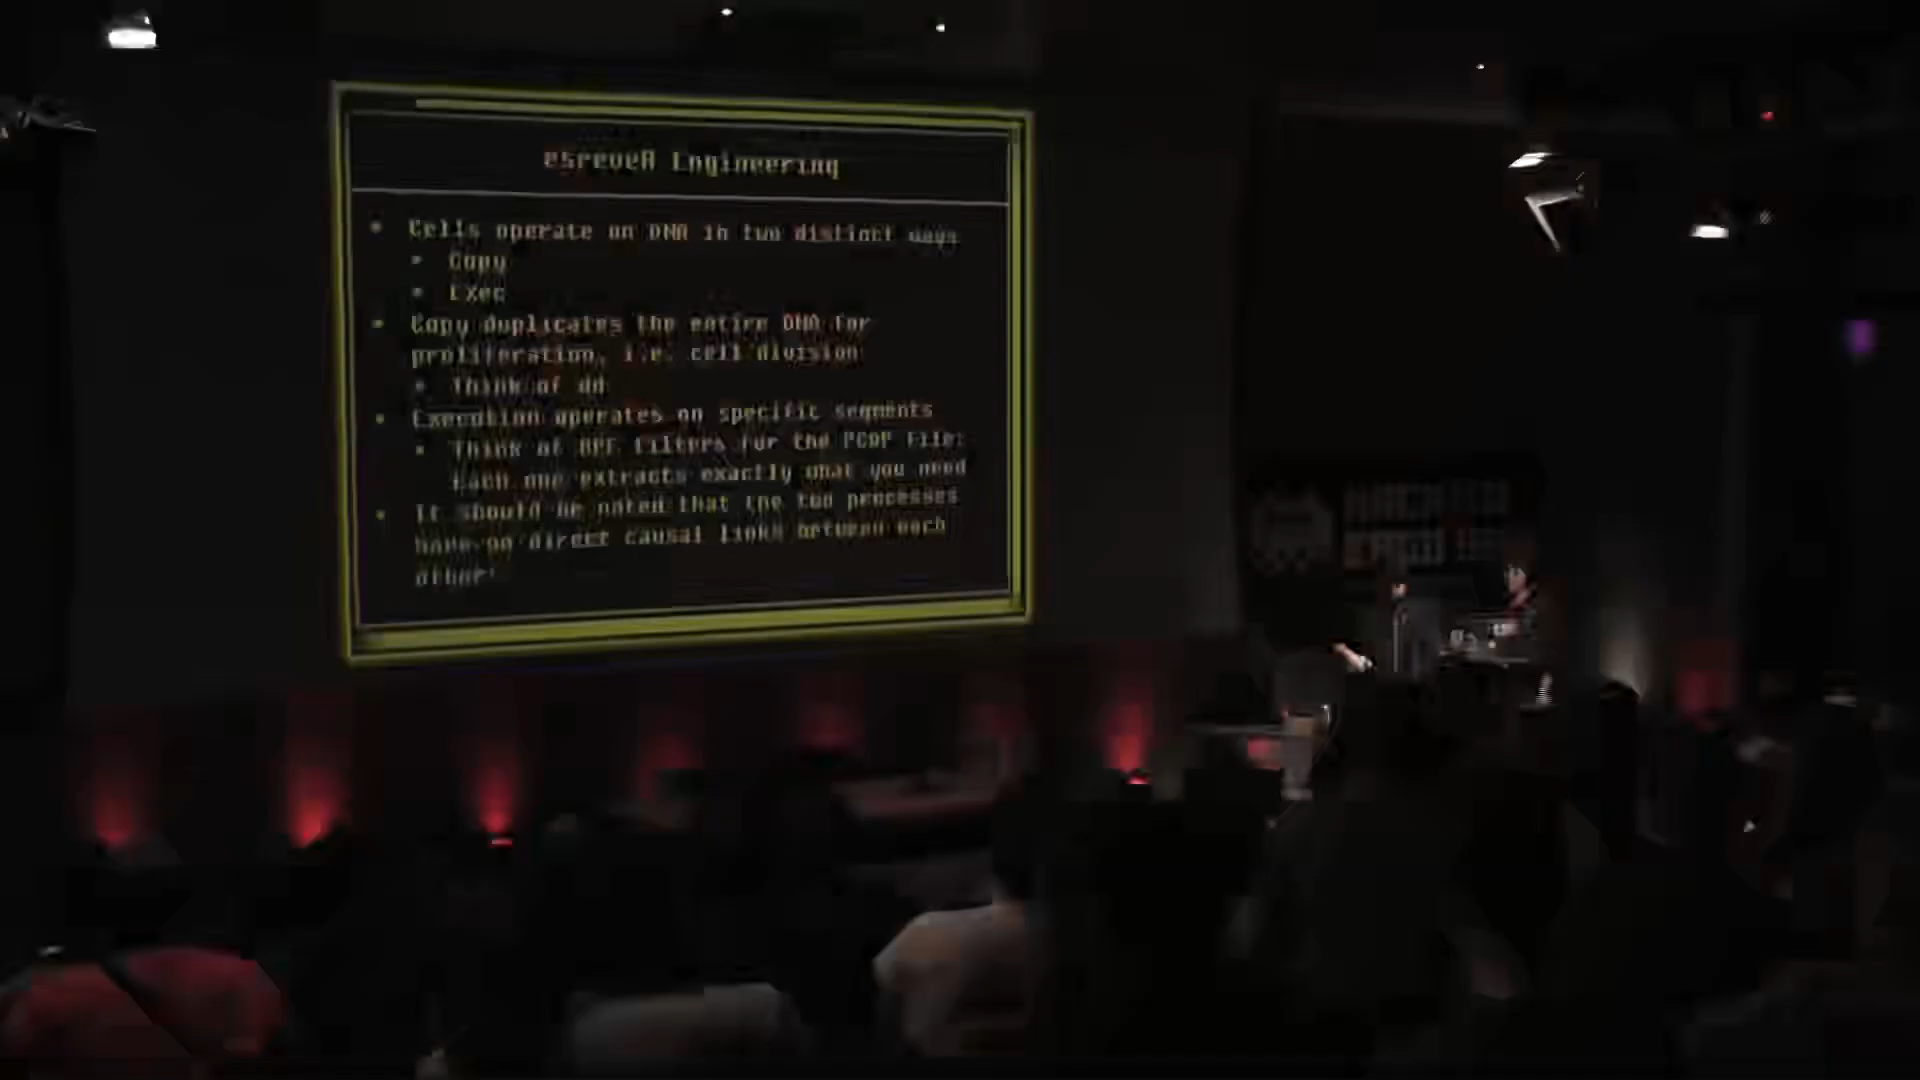 esreveR Engineering
Cells operate on DNA in two distinct ways
Copy
Exec
Copy duplicates the entire DNA for
proliferation, i.e. cell division
Think of dd
Execution operates on specific segments
Think of BPF filters for the PCAP file:
Each one extracts exactly what you need
It should be noted that the two processes
have no direct causal links between each
other!